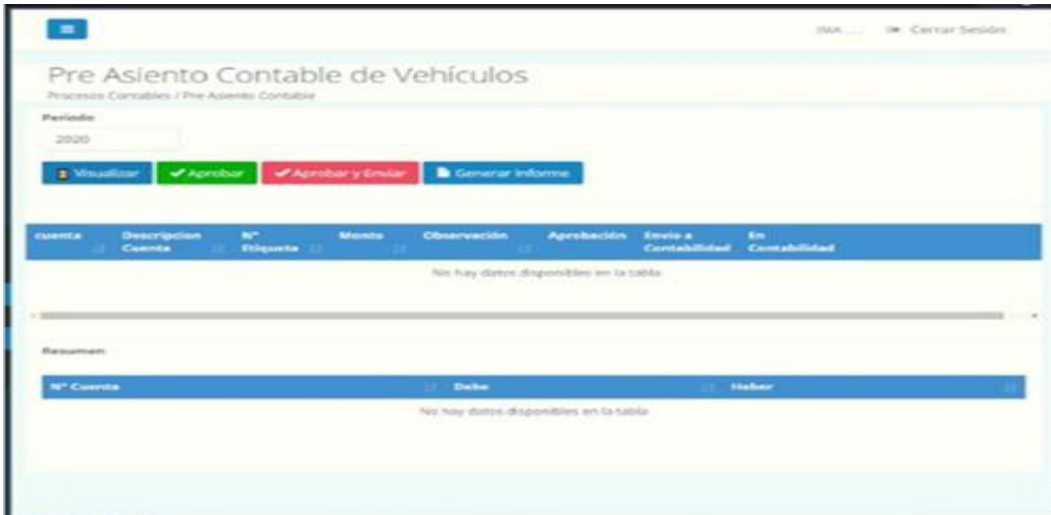 Cerrar Sesión
Pre Asiento Contable de Vehículos
Procesos Contables / Pre Asiento Contable
Periodo
2020
Visualizar Aprobar Aprobar y Enviar Generar Informe
cuenta Descripcion Cuenta N° Etiqueta Monto Observación Aprobación Envio a Contabilidad En Contabilidad
No hay datos disponibles en la tabla
Resumen
N° Cuenta Debe Haber
No hay datos disponibles en la tabla